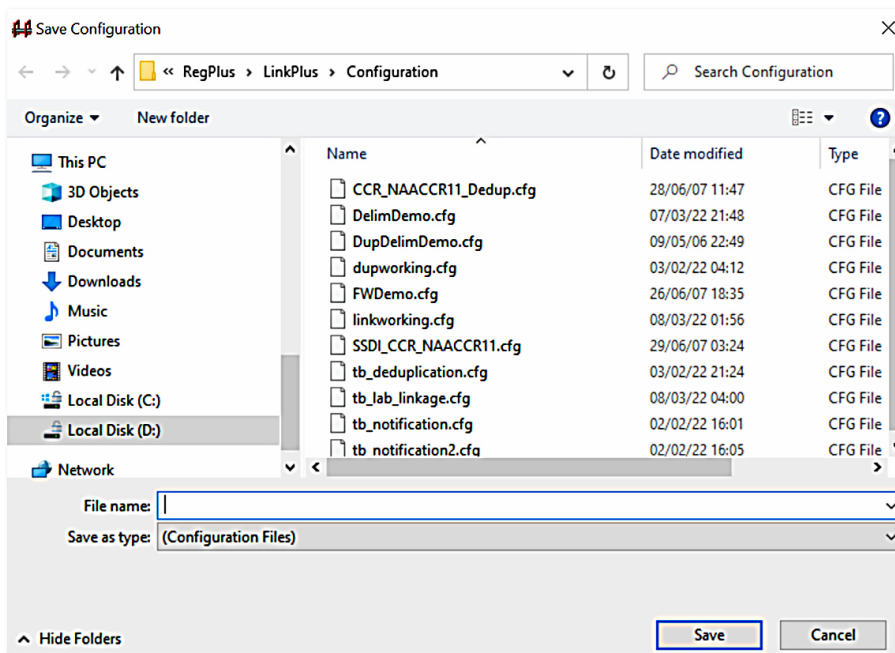 Save Configuration
« RegPlus › LinkPlus › Configuration
Search Configuration
Organize
New folder
This PC
3D Objects
Desktop
Documents
Downloads
Music
Pictures
Videos
Local Disk (C:)
Local Disk (D:)
Network
Name Date modified Type
CCR_NAACCR11_Dedup.cfg 28/06/07 11:47 CFG File
DelimDemo.cfg 07/03/22 21:48 CFG File
DupDelimDemo.cfg 09/05/06 22:49 CFG File
dupworking.cfg 03/02/22 04:12 CFG File
FWDemo.cfg 26/06/07 18:35 CFG File
linkworking.cfg 08/03/22 01:56 CFG File
SSDI_CCR_NAACCR11.cfg 29/06/07 03:24 CFG File
tb_deduplication.cfg 03/02/22 21:24 CFG File
tb_lab_linkage.cfg 08/03/22 04:00 CFG File
tb_notification.cfg 02/02/22 16:01 CFG File
tb_notification2.cfg 02/02/22 16:05 CFG File
File name:
Save as type: (Configuration Files)
Hide Folders
Save
Cancel